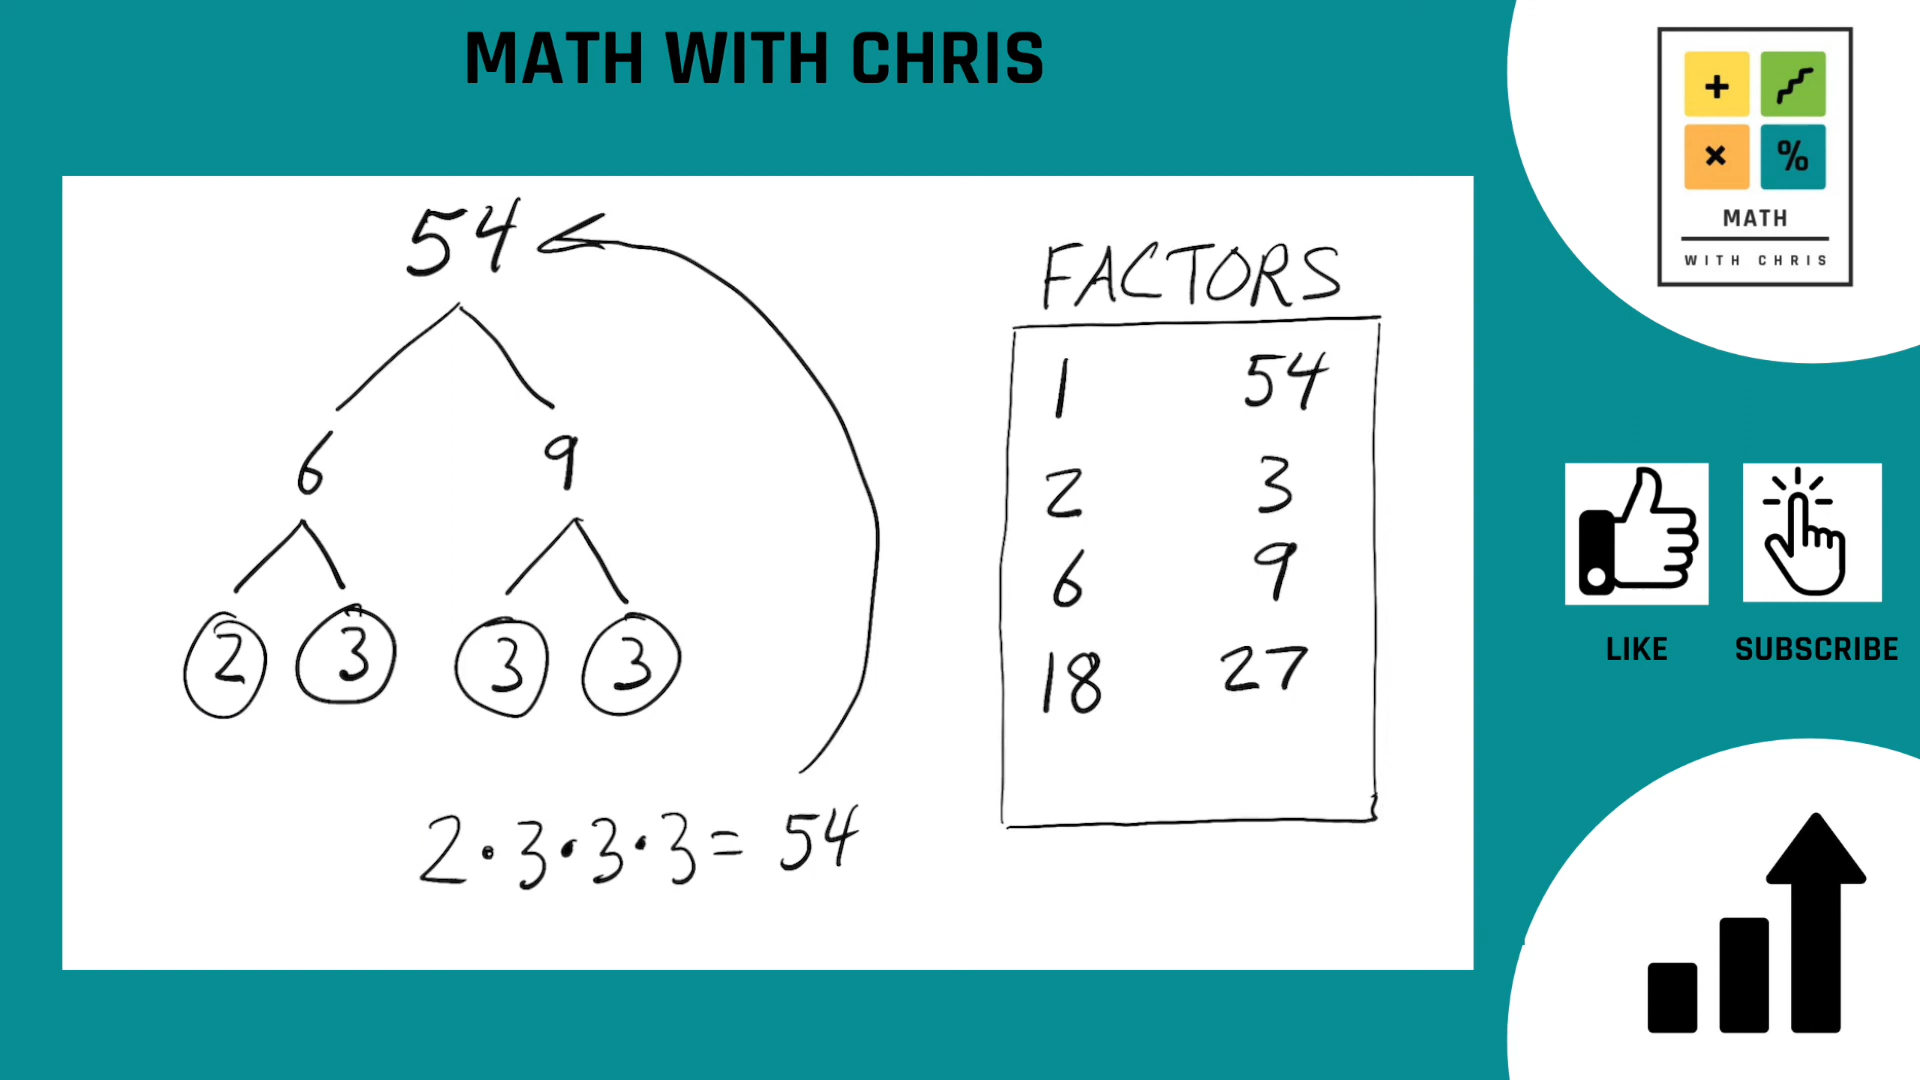 MATH WITH CHRIS
54
6 9
2 3 3 3
2·3·3·3= 54
FACTORS
1 54
2 3
6 9
18 27
+
× %
MATH
WITH CHRIS
LIKE SUBSCRIBE